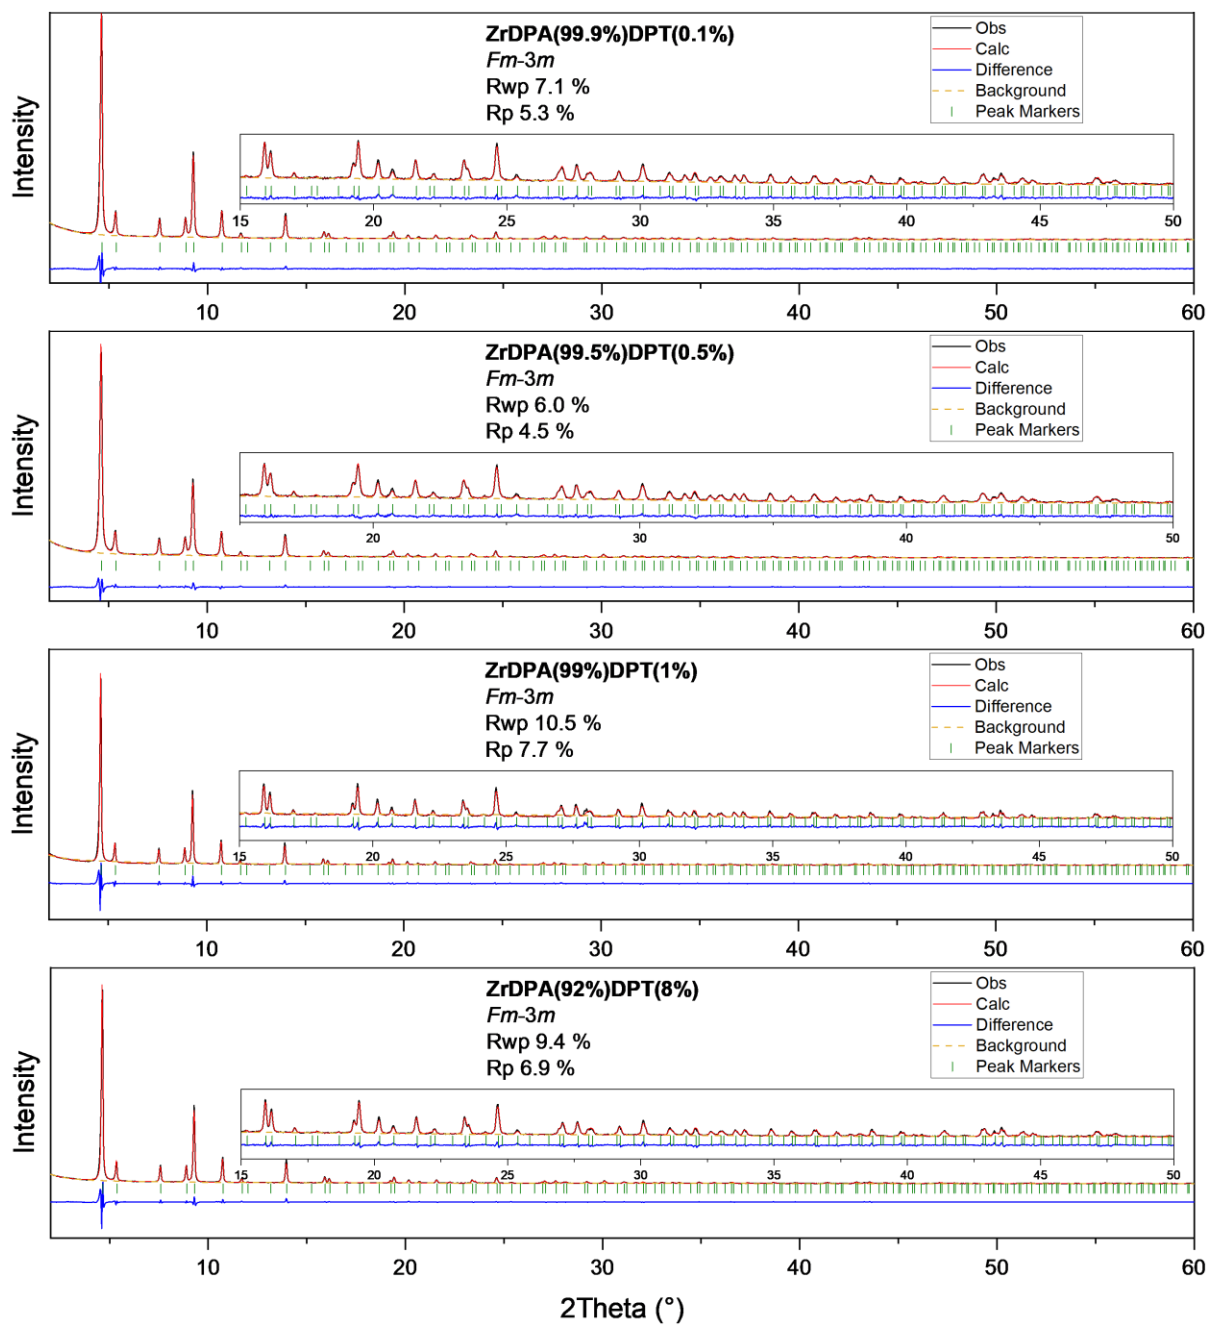 ZrDPA(99.9%)DPT(0.1%)
Fm-3m
Rwp 7.1 %
Rp 5.3 %
Obs
Calc
Difference
Background
Peak Markers
Intensity
15 20 25 30 35 40 45 50
10 20 30 40 50 60
ZrDPA(99.5%)DPT(0.5%)
Fm-3m
Rwp 6.0 %
Rp 4.5 %
Obs
Calc
Difference
Background
Peak Markers
Intensity
20 30 40 50
10 20 30 40 50 60
ZrDPA(99%)DPT(1%)
Fm-3m
Rwp 10.5 %
Rp 7.7 %
Obs
Calc
Difference
Background
Peak Markers
Intensity
15 20 25 30 35 40 45 50
10 20 30 40 50 60
ZrDPA(92%)DPT(8%)
Fm-3m
Rwp 9.4 %
Rp 6.9 %
Obs
Calc
Difference
Background
Peak Markers
Intensity
15 20 25 30 35 40 45 50
10 20 30 40 50 60
2Theta (°)